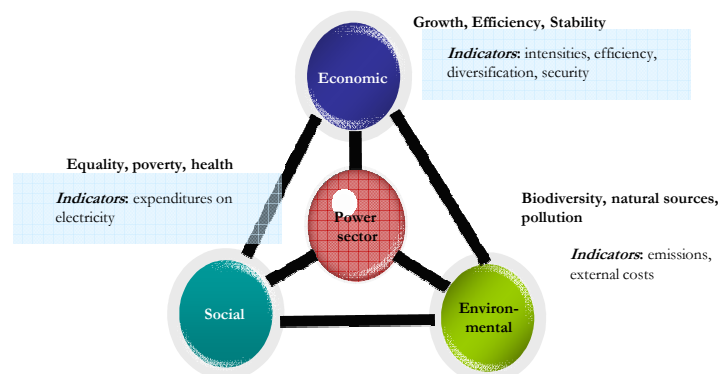 Growth, Efficiency, Stability
Indicators: intensities, efficiency,
diversification, security
Economic
Equality, poverty, health
Indicators: expenditures on
electricity
Power
sector
Biodiversity, natural sources,
pollution
Indicators: emissions,
external costs
Social
Environ-
mental